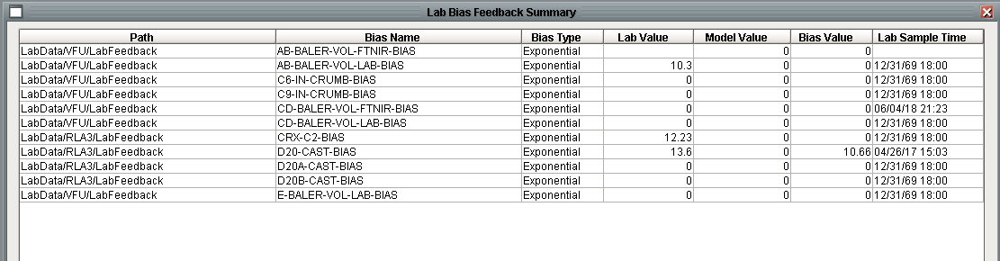 Lab Bias Feedback Summary
Path Bias Name Bias Type Lab Value Model Value Bias Value Lab Sample Time
LabData/VFU/LabFeedback AB-BALER-VOL-FTNIR-BIAS Exponential 0 0
LabData/VFU/LabFeedback AB-BALER-VOL-LAB-BIAS Exponential 10.3 0 0 12/31/69 18:00
LabData/VFU/LabFeedback C6-IN-CRUMB-BIAS Exponential 0 0 0 12/31/69 18:00
LabData/VFU/LabFeedback C9-IN-CRUMB-BIAS Exponential 0 0 0 12/31/69 18:00
LabData/VFU/LabFeedback CD-BALER-VOL-FTNIR-BIAS Exponential 0 0 0 06/04/18 21:23
LabData/VFU/LabFeedback CD-BALER-VOL-LAB-BIAS Exponential 0 0 0 12/31/69 18:00
LabData/RLA3/LabFeedback CRX-C2-BIAS Exponential 12.23 0 0 12/31/69 18:00
LabData/RLA3/LabFeedback D20-CAST-BIAS Exponential 13.6 0 10.66 04/26/17 15:03
LabData/RLA3/LabFeedback D20A-CAST-BIAS Exponential 0 0 0 12/31/69 18:00
LabData/RLA3/LabFeedback D20B-CAST-BIAS Exponential 0 0 0 12/31/69 18:00
LabData/VFU/LabFeedback E-BALER-VOL-LAB-BIAS Exponential 0 0 0 12/31/69 18:00